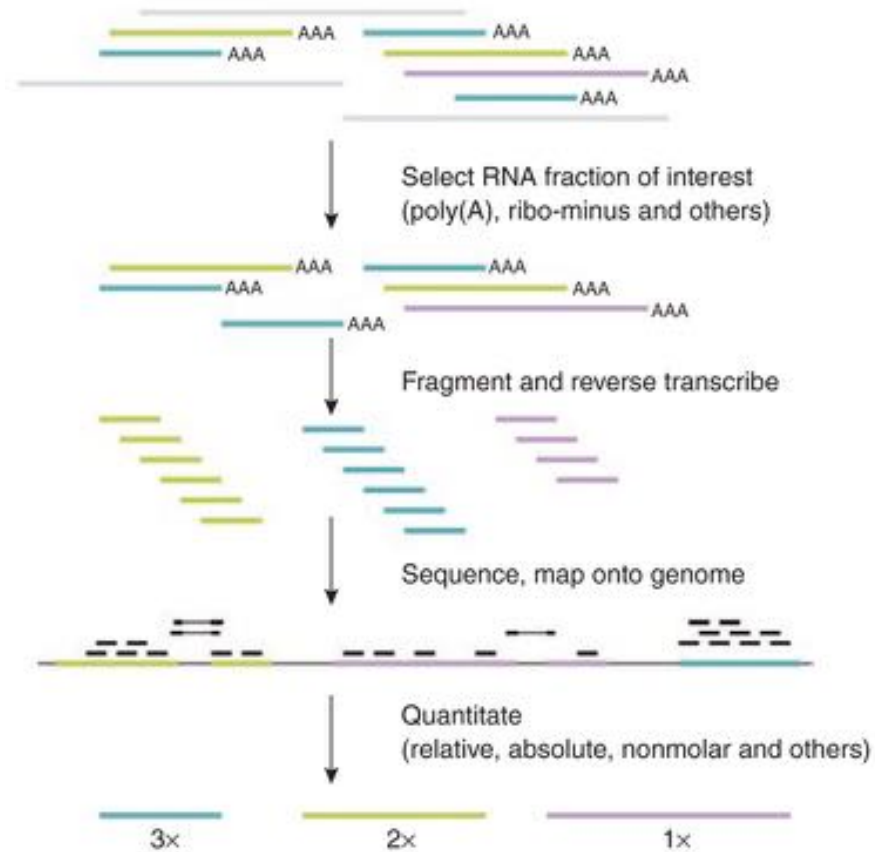 AAA AAA
AAA AAA
AAA
AAA
Select RNA fraction of interest
(poly(A), ribo-minus and others)
AAA AAA
AAA AAA
AAA
AAA
Fragment and reverse transcribe
Sequence, map onto genome
Quantitate
(relative, absolute, nonmolar and others)
3× 2× 1×